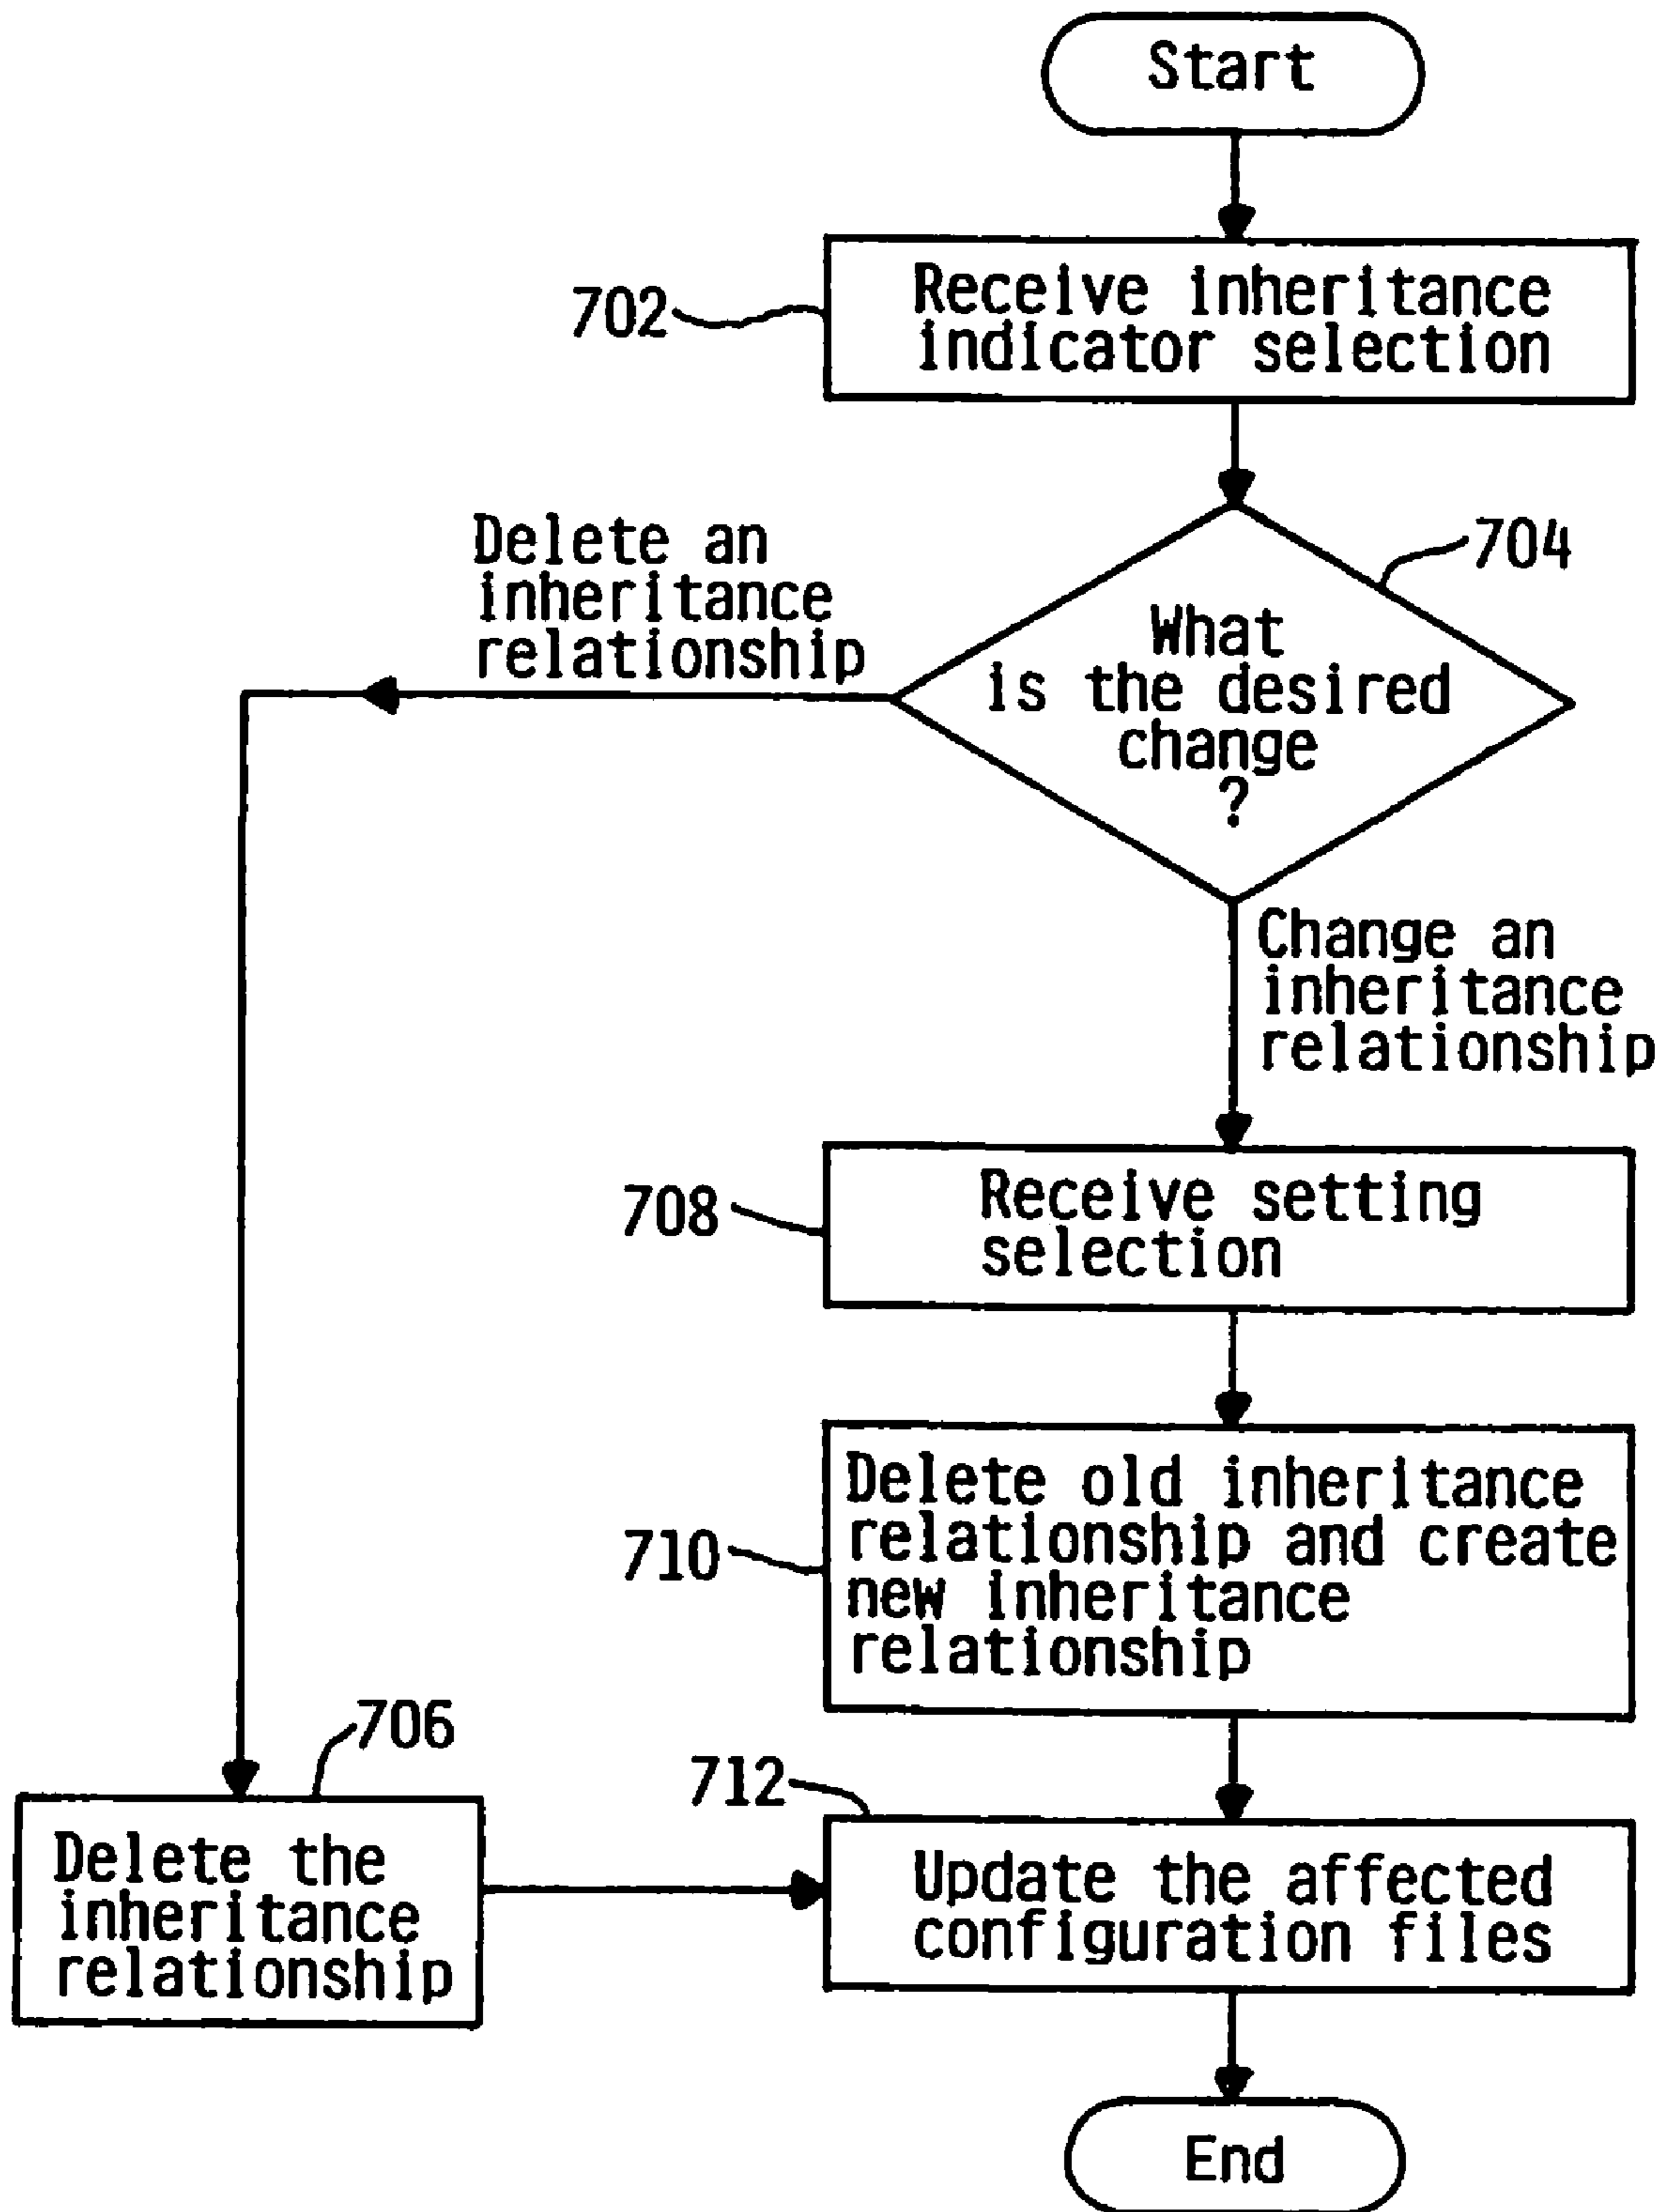 Start
702
Receive inheritance
indicator selection
Delete an
inheritance
relationship
704
What
is the desired
change
?
Change an
inheritance
relationship
708
Receive setting
selection
710
Delete old inheritance
relationship and create
new inheritance
relationship
706
Delete the
inheritance
relationship
712
Update the affected
configuration files
End